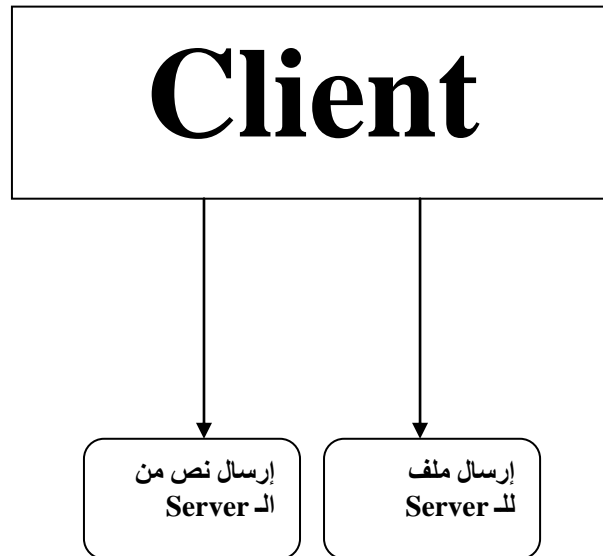 Client
إرسال ملف
للـ Server
إرسال نص من
الـ Server